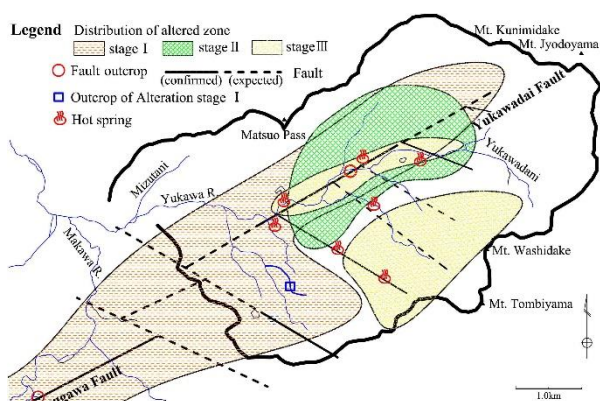 Legend Distribution of altered zone
stage I
stage II
stage III
Fault outcrop
(confirmed) (expected)
Fault
Outcrop of Alteration stage I
Hot spring
Mt. Kunimidake
Mt. Jyodoyama
Yukawadai Fault
Matsuo Pass
Mizutani
Yukawa R.
Yukawadani
Makawa R.
Mt. Washidake
Mt. Tombiyama
ugawa Fault
1.0km